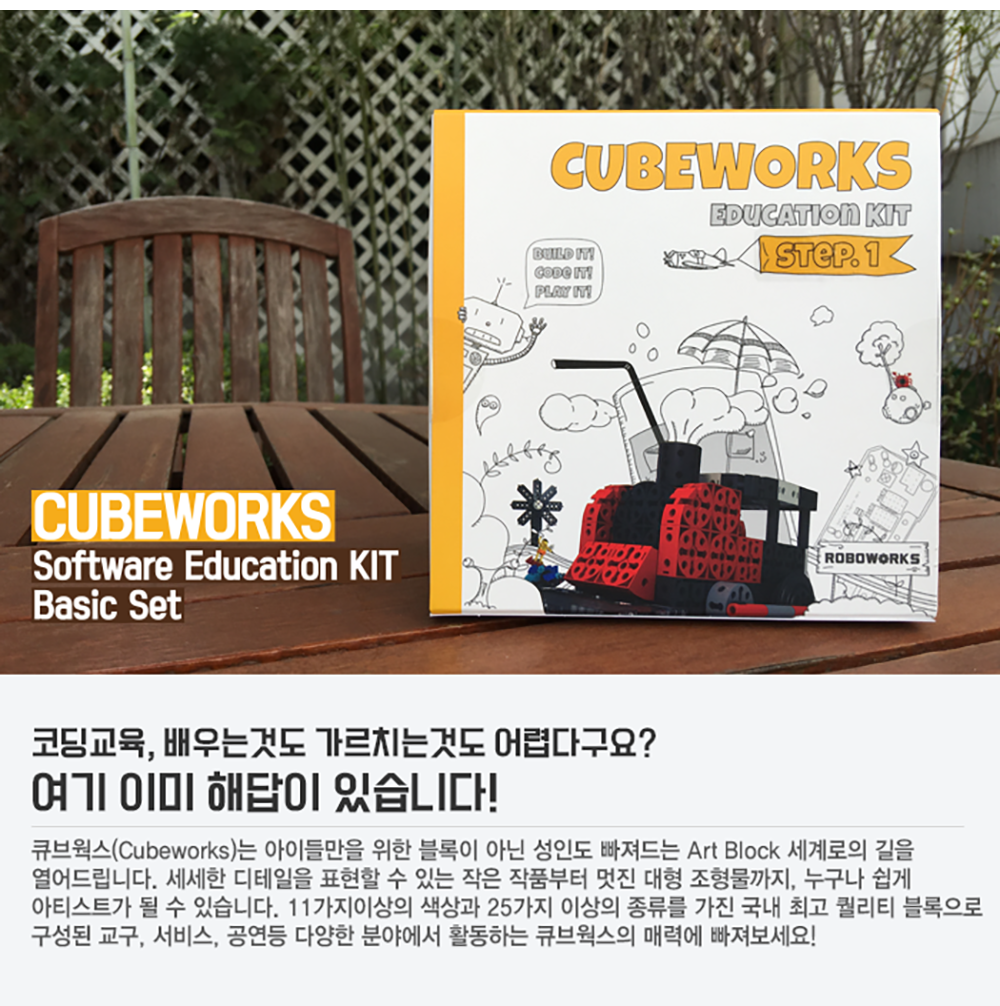 CUBEWORKS
EDUCATION KIT
STEP. 1
BUILD IT!
CODE IT!
PLAY IT!
ROBOWORKS
CUBEWORKS
Software Education KIT
Basic Set
코딩교육, 배우는것도 가르치는것도 어렵다구요?
여기 이미 해답이 있습니다!
큐브웍스(Cubeworks)는 아이들만을 위한 블록이 아닌 성인도 빠져드는 Art Block 세계로의 길을
열어드립니다. 세세한 디테일을 표현할 수 있는 작은 작품부터 멋진 대형 조형물까지, 누구나 쉽게
아티스트가 될 수 있습니다. 11가지이상의 색상과 25가지 이상의 종류를 가진 국내 최고 퀄리티 블록으로
구성된 교구, 서비스, 공연등 다양한 분야에서 활동하는 큐브웍스의 매력에 빠져보세요!